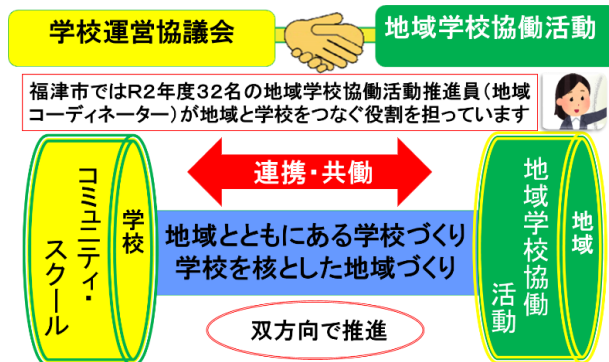 学校運営協議会
地域学校協働活動
福津市ではR2年度32名の地域学校協働活動推進員（地域
コーディネーター）が地域と学校をつなぐ役割を担っています
連携・共働
コミュニティ・
スクール
学校
地域とともにある学校づくり
学校を核とした地域づくり
地域学校協働
活動
地域
双方向で推進